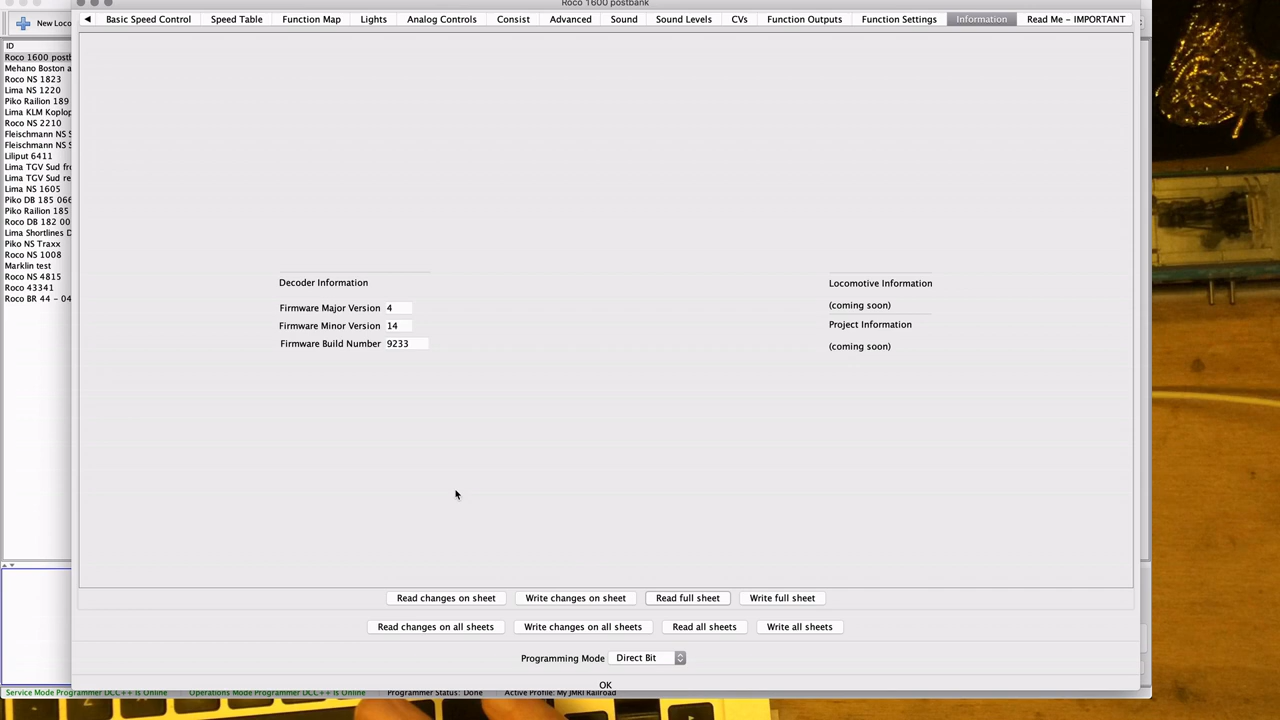 Roco 1600 postbank
Basic Speed Control Speed Table Function Map Lights Analog Controls Consist Advanced Sound Sound Levels CVs Function Outputs Function Settings Information Read Me - IMPORTANT
New Loco
ID
Roco 1600 postb
Mehano Boston a
Roco NS 1823
Lima NS 1220
Piko Railion 189
Lima KLM Koplop
Roco NS 2210
Fleischmann NS S
Fleischmann NS S
Liliput 6411
Lima TGV Sud fro
Lima TGV Sud re
Lima NS 1605
Piko DB 185 066
Piko Railion 185
Roco DB 182 00
Lima Shortlines D
Piko NS Traxx
Roco NS 1008
Marklin test
Roco NS 4815
Roco 43341
Roco BR 44 - 04
Decoder Information
Firmware Major Version 4
Firmware Minor Version 14
Firmware Build Number 9233
Locomotive Information
(coming soon)
Project Information
(coming soon)
Read changes on sheet Write changes on sheet Read full sheet Write full sheet
Read changes on all sheets Write changes on all sheets Read all sheets Write all sheets
Programming Mode Direct Bit
OK
Service Mode Programmer DCC++ Is Online Operations Mode Programmer DCC++ Is Online Programmer Status: Done Active Profile: My JMRI Railroad